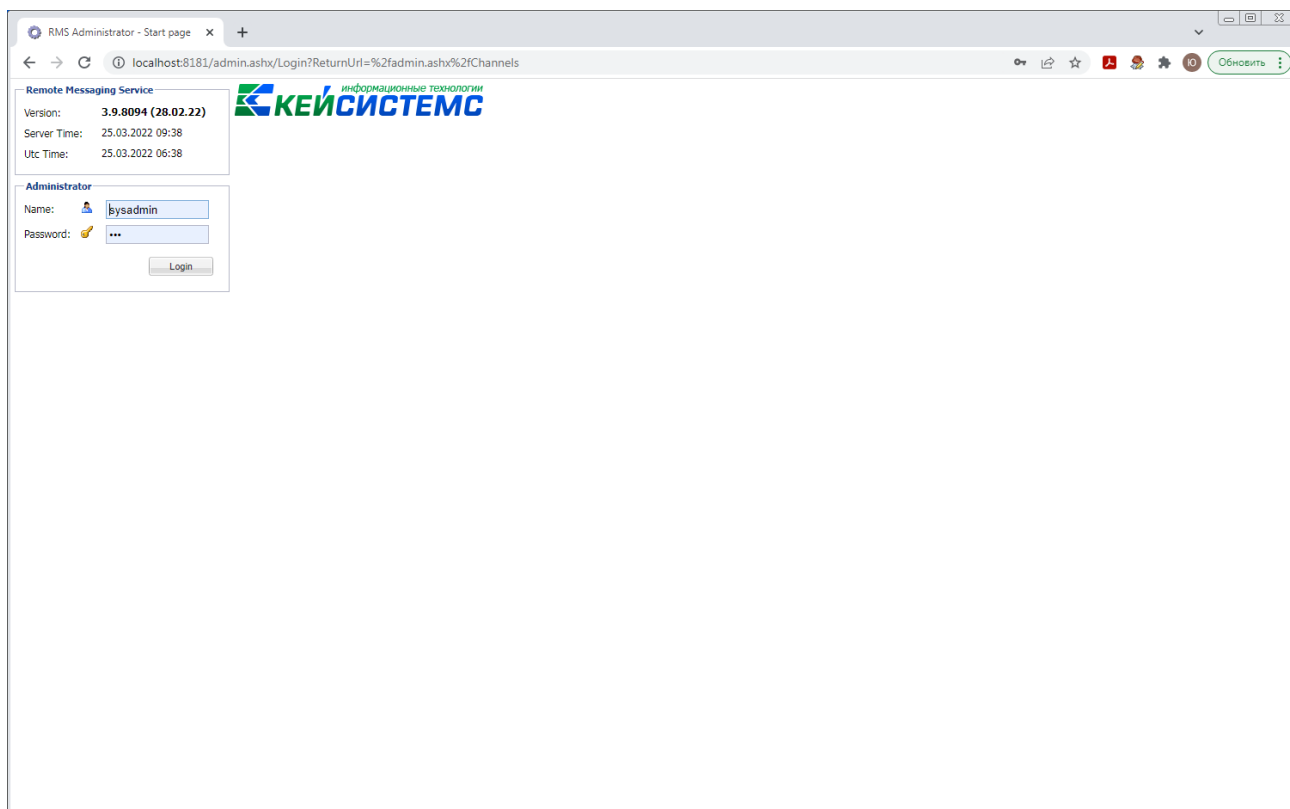 RMS Administrator - Start page
localhost:8181/admin.ashx/Login?ReturnUrl=%2fadmin.ashx%2fChannels
Ю
Обновить
Remote Messaging Service
Version: 3.9.8094 (28.02.22)
Server Time: 25.03.2022 09:38
Utc Time: 25.03.2022 06:38
информационные технологии
КЕЙСИСТЕМС
Administrator
Name: sysadmin
Password: •••
Login